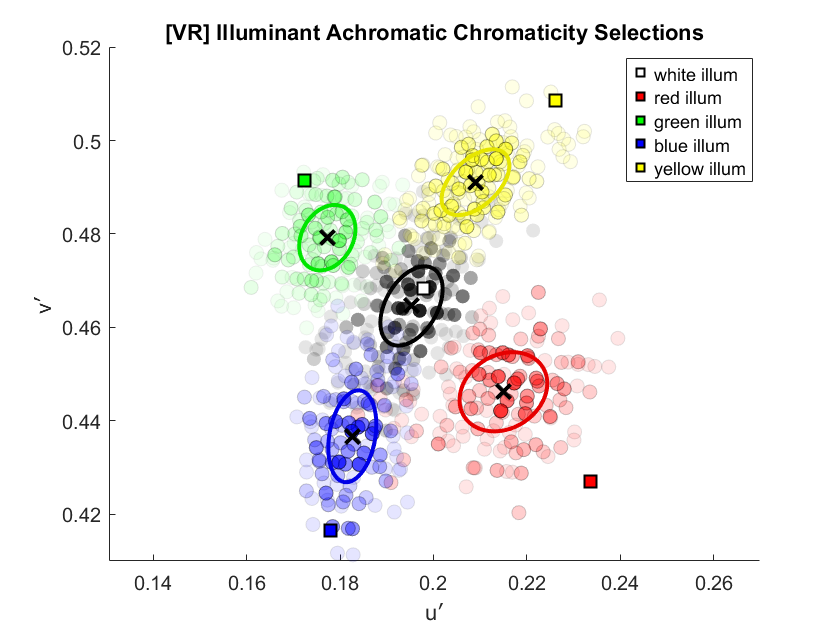 [VR] Illuminant Achromatic Chromaticity Selections
0.52
0.5
0.48
0.46
0.44
0.42
v′
white illum
red illum
green illum
blue illum
yellow illum
0.14 0.16 0.18 0.2 0.22 0.24 0.26
u′